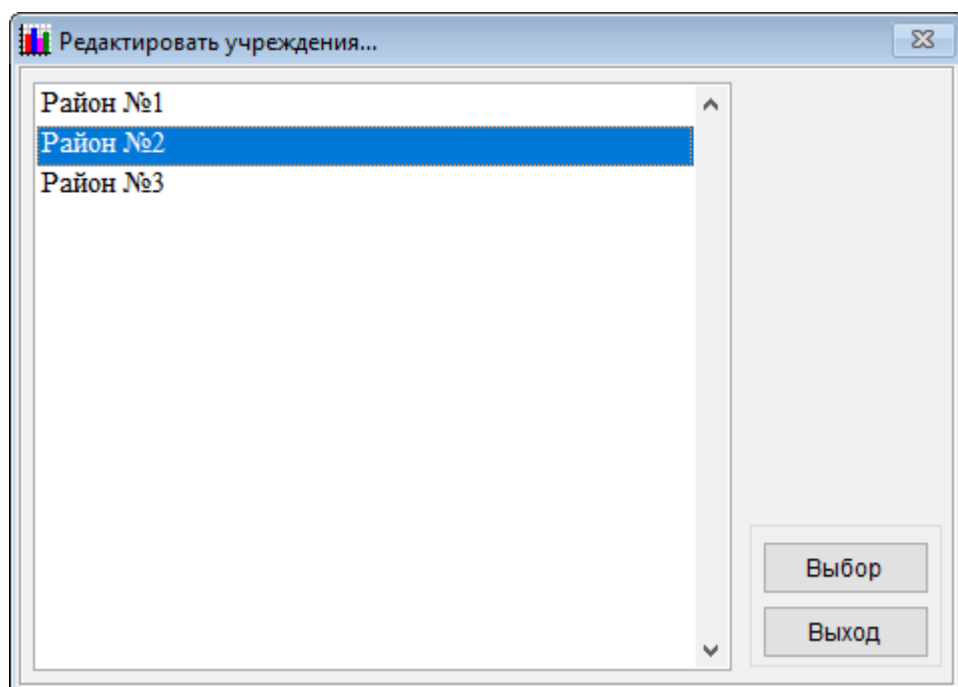 Редактировать учреждения...
Район №1
Район №2
Район №3
Выбор
Выход